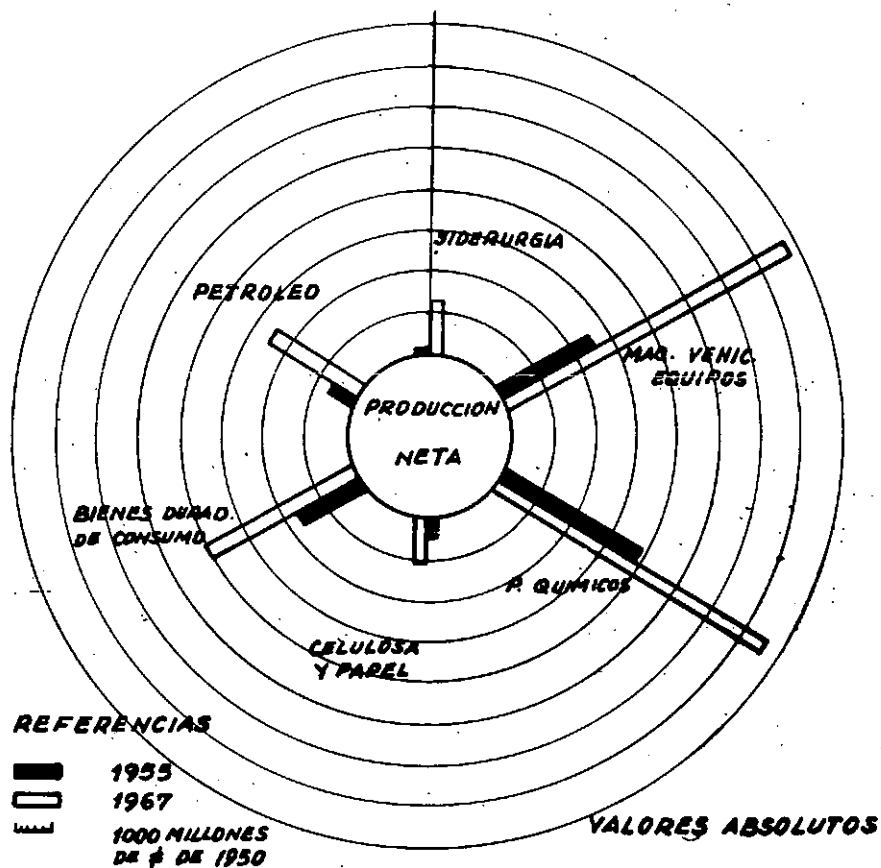 SIDERURGIA
PETROLEO
MAQ. VEHIC.
EQUIPOS
PRODUCCION
NETA
BIENES DURAD.
DE CONSUMO
P. QUIMICOS
CELULOSA
Y PAPEL
REFERENCIAS
1955
1967
1000 MILLONES
DE $ DE 1950
VALORES ABSOLUTOS